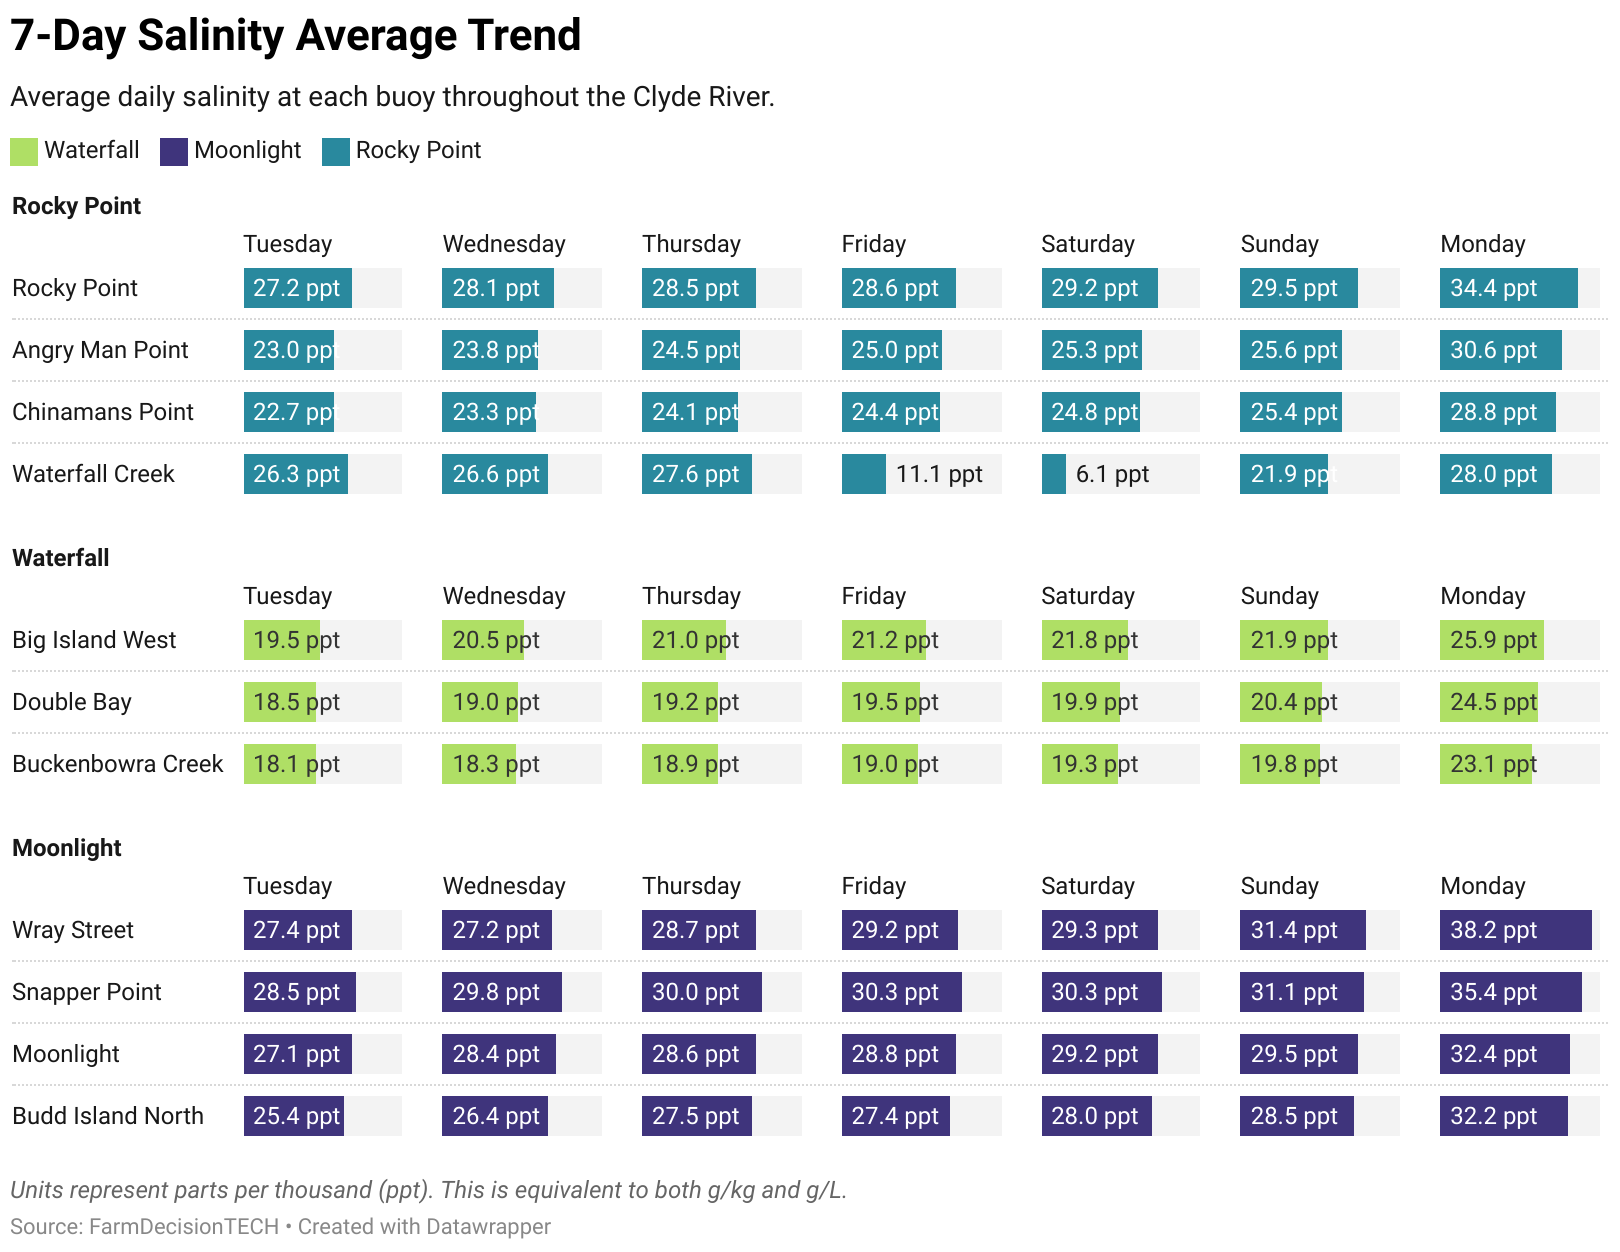 7-Day Salinity Average Trend
Average daily salinity at each buoy throughout the Clyde River.
Waterfall Moonlight Rocky Point
Rocky Point
Tuesday Wednesday Thursday Friday Saturday Sunday Monday
Rocky Point 27.2 ppt 28.1 ppt 28.5 ppt 28.6 ppt 29.2 ppt 29.5 ppt 34.4 ppt
Angry Man Point 23.0 ppt 23.8 ppt 24.5 ppt 25.0 ppt 25.3 ppt 25.6 ppt 30.6 ppt
Chinamans Point 22.7 ppt 23.3 ppt 24.1 ppt 24.4 ppt 24.8 ppt 25.4 ppt 28.8 ppt
Waterfall Creek 26.3 ppt 26.6 ppt 27.6 ppt 11.1 ppt 6.1 ppt 21.9 ppt 28.0 ppt
Waterfall
Tuesday Wednesday Thursday Friday Saturday Sunday Monday
Big Island West 19.5 ppt 20.5 ppt 21.0 ppt 21.2 ppt 21.8 ppt 21.9 ppt 25.9 ppt
Double Bay 18.5 ppt 19.0 ppt 19.2 ppt 19.5 ppt 19.9 ppt 20.4 ppt 24.5 ppt
Buckenbowra Creek 18.1 ppt 18.3 ppt 18.9 ppt 19.0 ppt 19.3 ppt 19.8 ppt 23.1 ppt
Moonlight
Tuesday Wednesday Thursday Friday Saturday Sunday Monday
Wray Street 27.4 ppt 27.2 ppt 28.7 ppt 29.2 ppt 29.3 ppt 31.4 ppt 38.2 ppt
Snapper Point 28.5 ppt 29.8 ppt 30.0 ppt 30.3 ppt 30.3 ppt 31.1 ppt 35.4 ppt
Moonlight 27.1 ppt 28.4 ppt 28.6 ppt 28.8 ppt 29.2 ppt 29.5 ppt 32.4 ppt
Budd Island North 25.4 ppt 26.4 ppt 27.5 ppt 27.4 ppt 28.0 ppt 28.5 ppt 32.2 ppt
Units represent parts per thousand (ppt). This is equivalent to both g/kg and g/L.
Source: FarmDecisionTECH • Created with Datawrapper